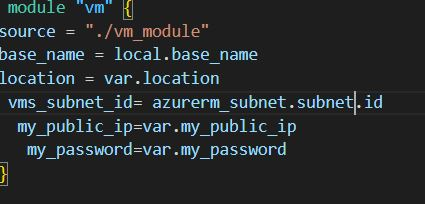 module "vm" {
source = "./vm_module"
base_name = local.base_name
location = var.location
vms_subnet_id= azurerm_subnet.subnet.id
my_public_ip=var.my_public_ip
my_password=var.my_password
}